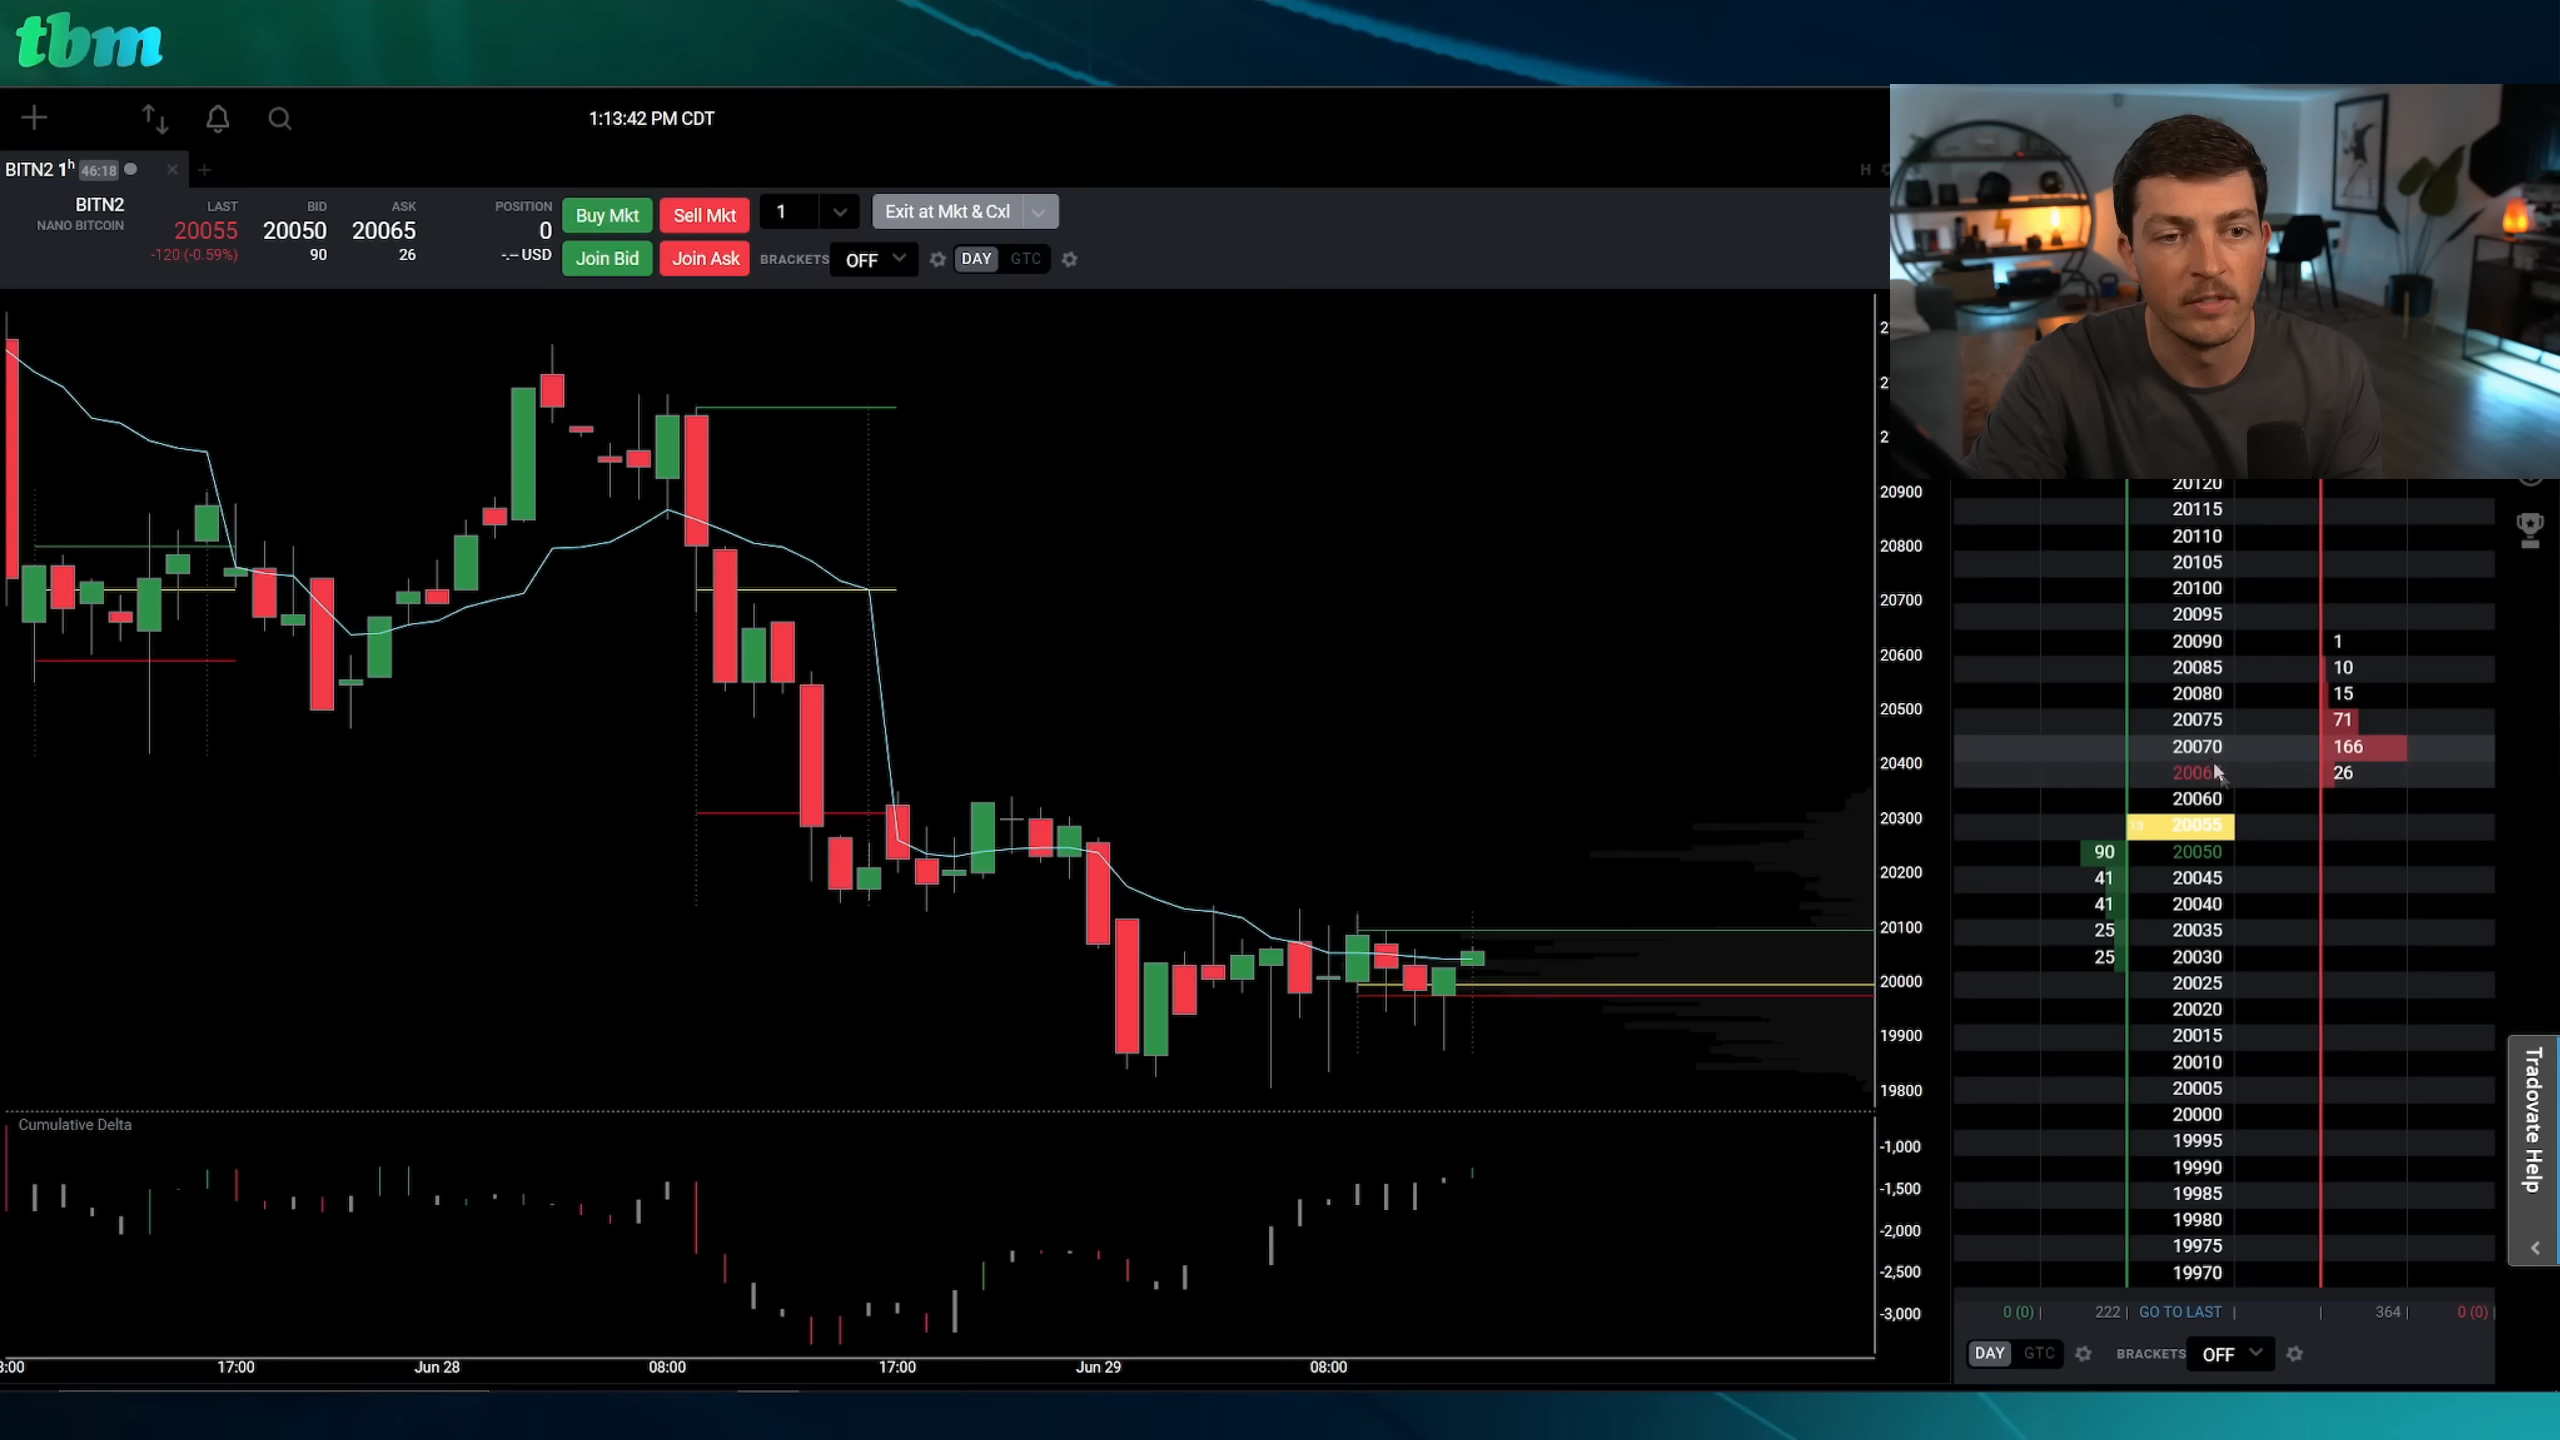 tbm
1:13:42 PM CDT
BITN2 1h 46:18
H
BITN2
NANO BITCOIN
LAST
20055
-120 (-0.59%)
BID
20050
90
ASK
20065
26
POSITION
0
-.-- USD
Buy Mkt
Sell Mkt
1
Exit at Mkt & Cxl
Join Bid
Join Ask
BRACKETS
OFF
DAY
GTC
20900
20800
20700
20600
20500
20400
20300
20200
20100
20000
19900
19800
Cumulative Delta
-1,000
-1,500
-2,000
-2,500
-3,000
17:00
Jun 28
08:00
17:00
Jun 29
08:00
20120
20115
20110
20105
20100
20095
20090 1
20085 10
20080 15
20075 71
20070 166
26
20060
13 20055
90 20050
41 20045
41 20040
25 20035
25 20030
20025
20020
20015
20010
20005
20000
19995
19990
19985
19980
19975
19970
0 (0) 222 GO TO LAST 364 0 (0)
DAY GTC BRACKETS OFF
Tradovate Help